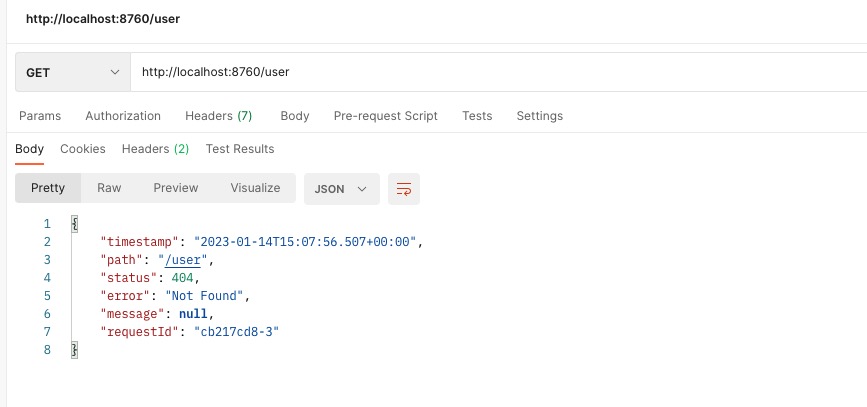 http://localhost:8760/user
GET http://localhost:8760/user
Params Authorization Headers (7) Body Pre-request Script Tests Settings
Body Cookies Headers (2) Test Results
Pretty Raw Preview Visualize JSON
1 {
2 "timestamp": "2023-01-14T15:07:56.507+00:00",
3 "path": "/user",
4 "status": 404,
5 "error": "Not Found",
6 "message": null,
7 "requestId": "cb217cd8-3"
8 }